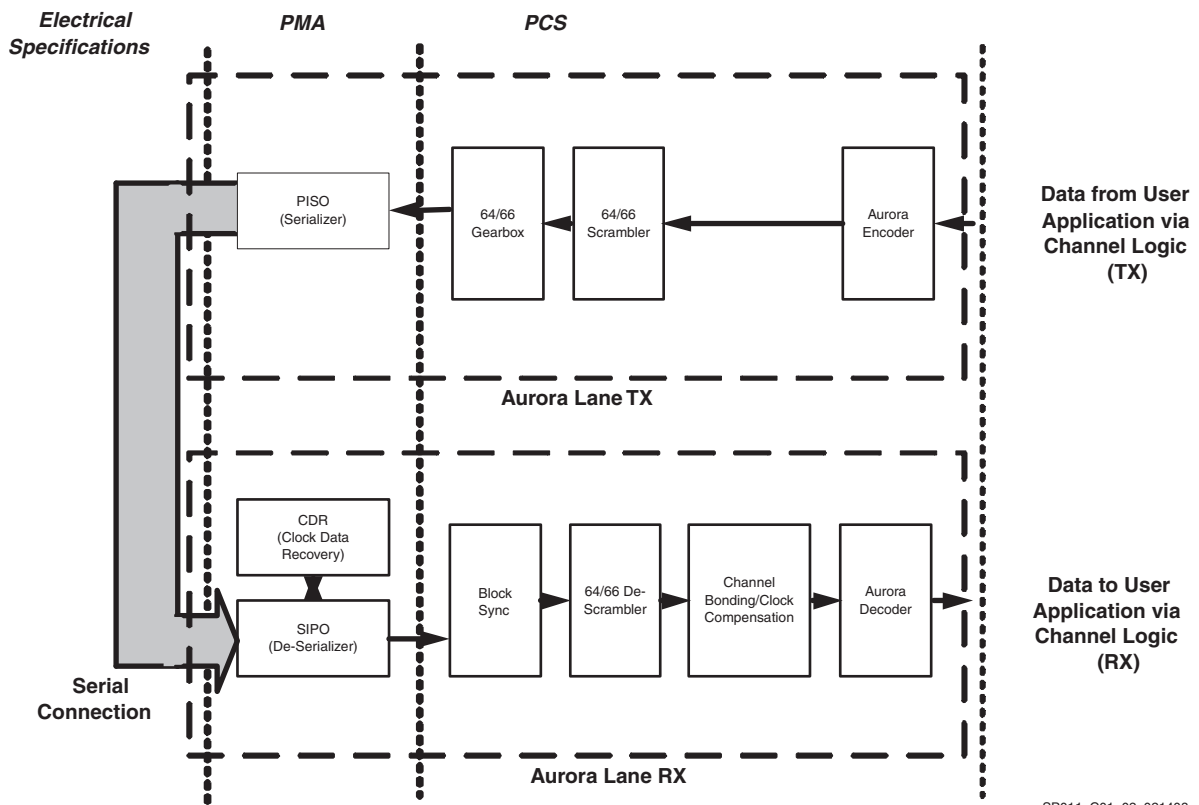 Electrical
Specifications
PMA
PCS
PISO
(Serializer)
64/66
Gearbox
64/66
Scrambler
Aurora
Encoder
Data from User
Application via
Channel Logic
(TX)
Aurora Lane TX
CDR
(Clock Data
Recovery)
SIPO
(De-Serializer)
Block
Sync
64/66 De-
Scrambler
Channel
Bonding/Clock
Compensation
Aurora
Decoder
Data to User
Application via
Channel Logic
(RX)
Serial
Connection
Aurora Lane RX